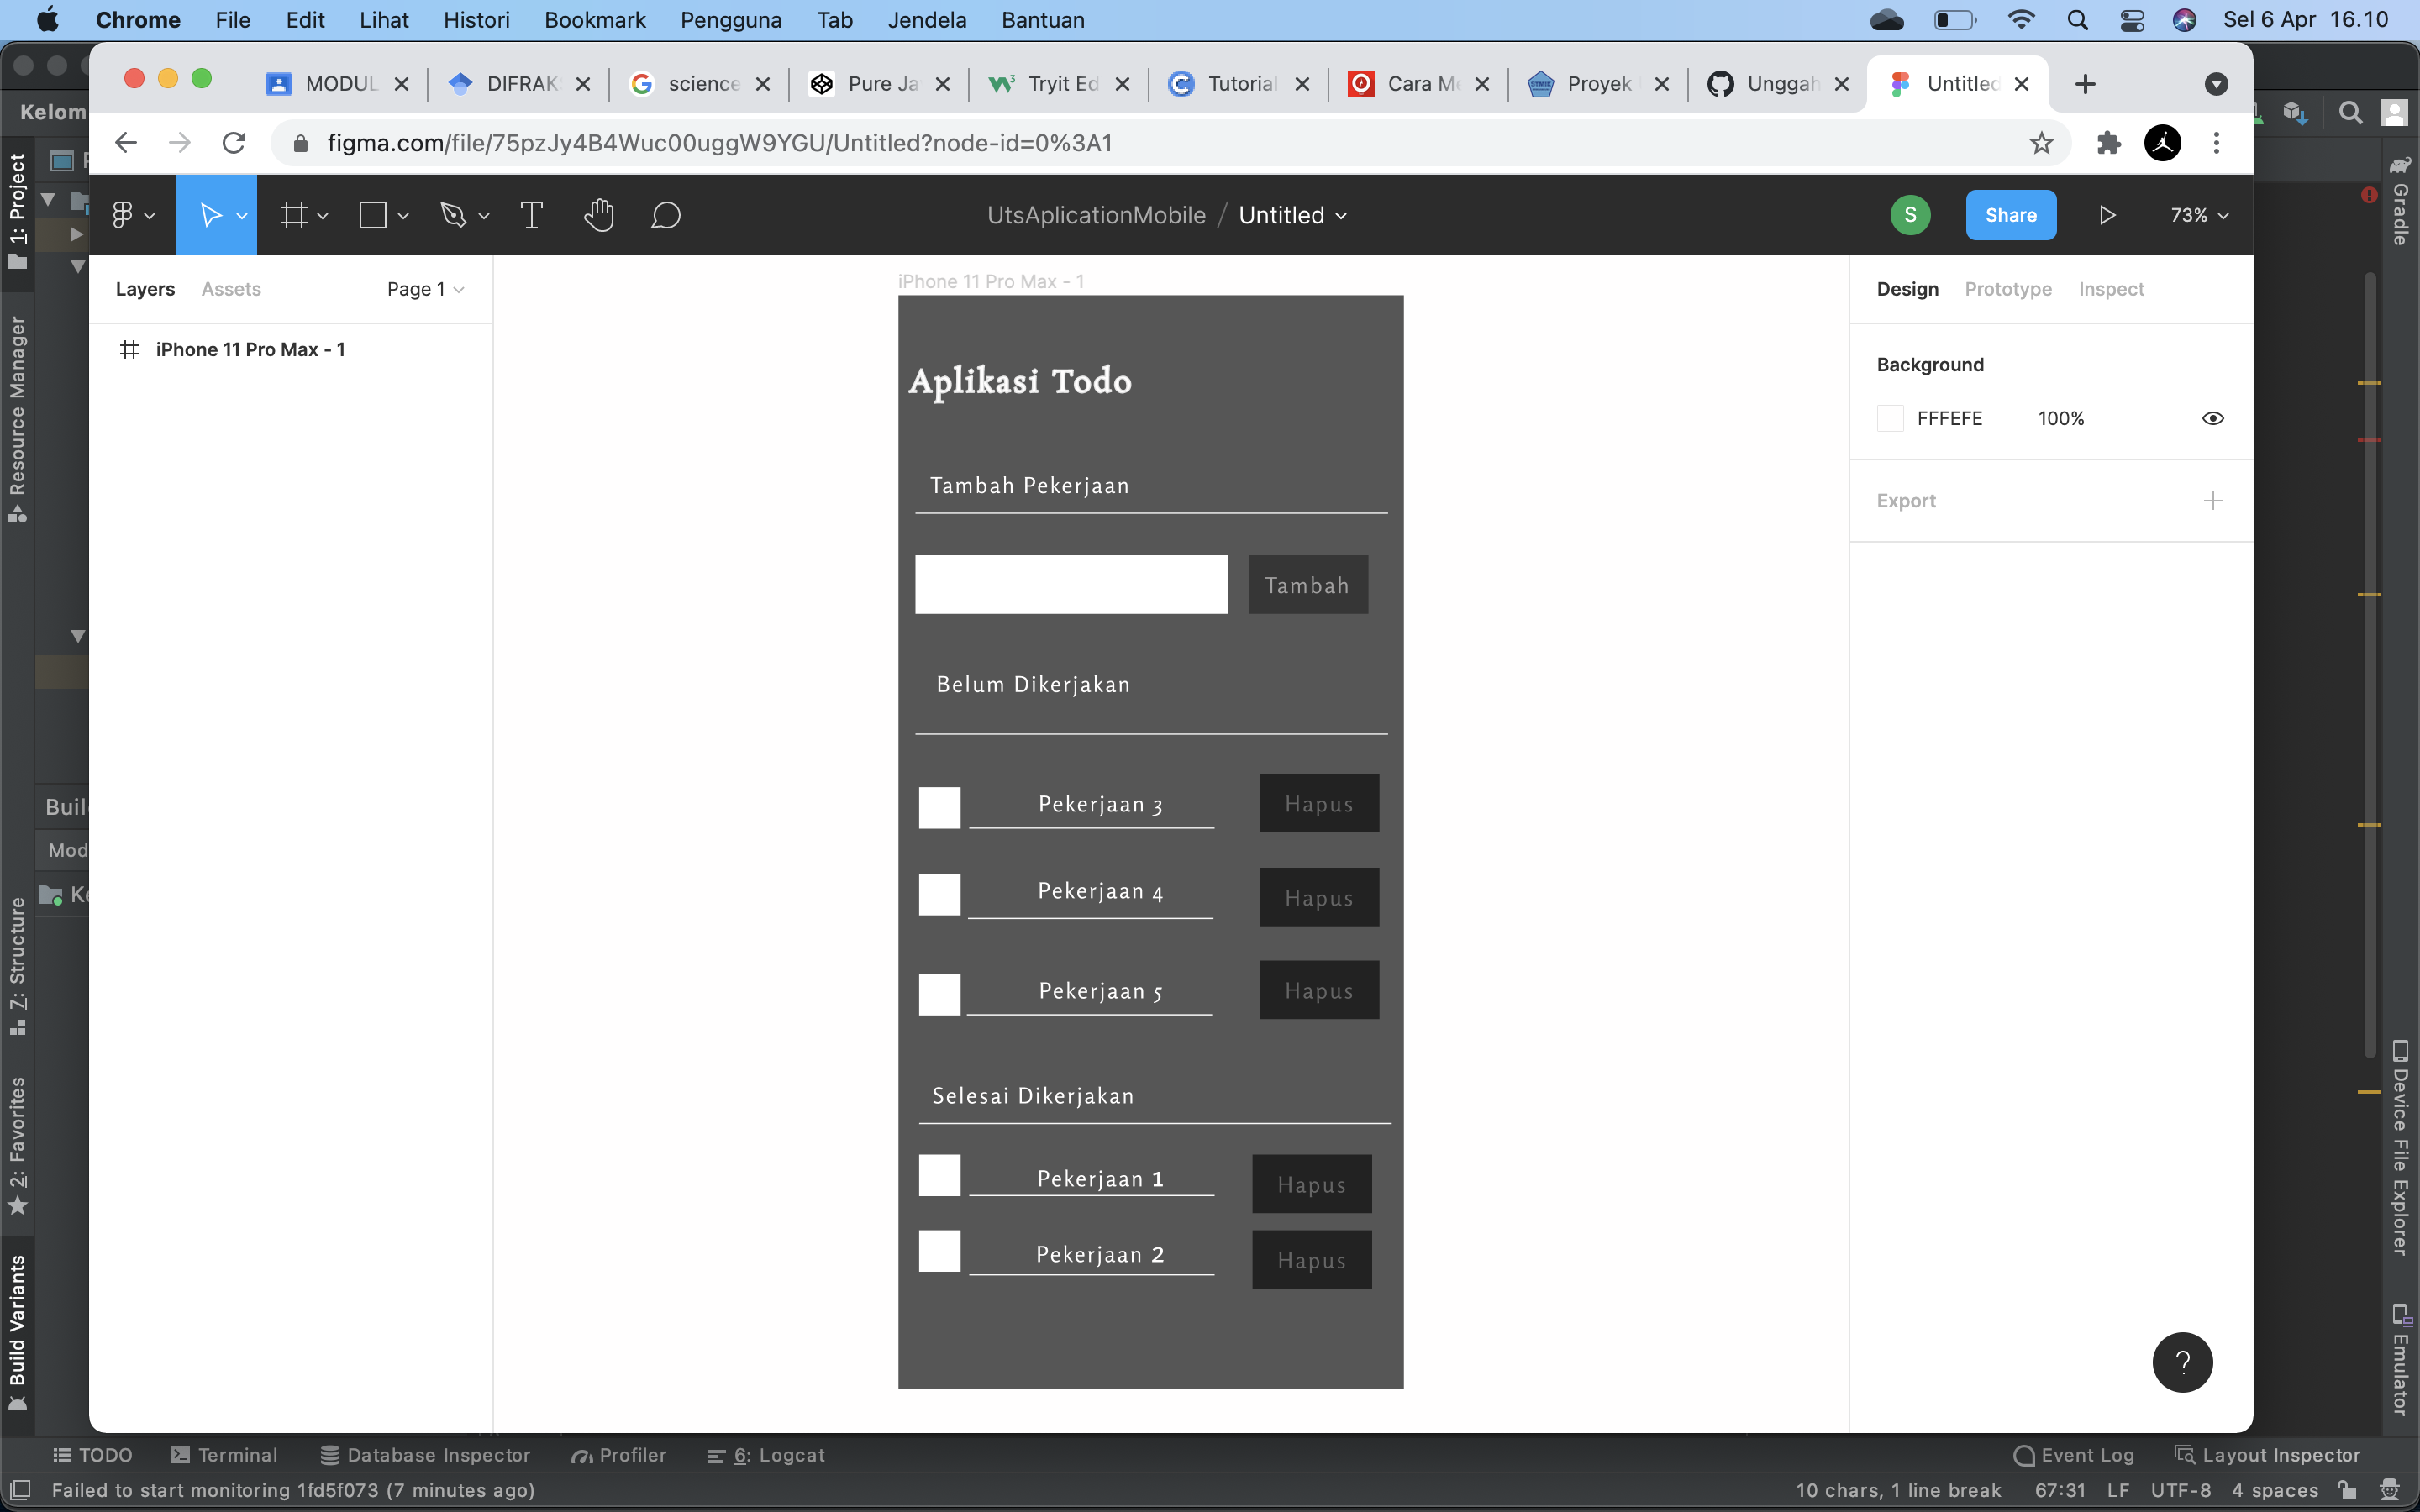 Chrome File Edit Lihat Histori Bookmark Pengguna Tab Jendela Bantuan Sel 6 Apr 16.10
MODUL DIFRAK science Pure Ja Tryit Ed Tutorial Cara Me Proyek Unggah Untitled
Kelom
figma.com/file/75pzJy4B4Wuc00uggW9YGU/Untitled?node-id=0%3A1
UtsAplicationMobile / Untitled S Share 73%
Layers Assets Page 1
iPhone 11 Pro Max - 1
iPhone 11 Pro Max - 1
Aplikasi Todo
Tambah Pekerjaan
Tambah
Belum Dikerjakan
Pekerjaan 3 Hapus
Pekerjaan 4 Hapus
Pekerjaan 5 Hapus
Selesai Dikerjakan
Pekerjaan 1 Hapus
Pekerjaan 2 Hapus
Design Prototype Inspect
Background
FFFEFE 100%
Export
?
1: Project
Resource Manager
7: Structure
2: Favorites
Build Variants
Buil
Mod
Ke
Gradle
Device File Explorer
Emulator
TODO Terminal Database Inspector Profiler 6: Logcat Event Log Layout Inspector
Failed to start monitoring 1fd5f073 (7 minutes ago) 10 chars, 1 line break 67:31 LF UTF-8 4 spaces